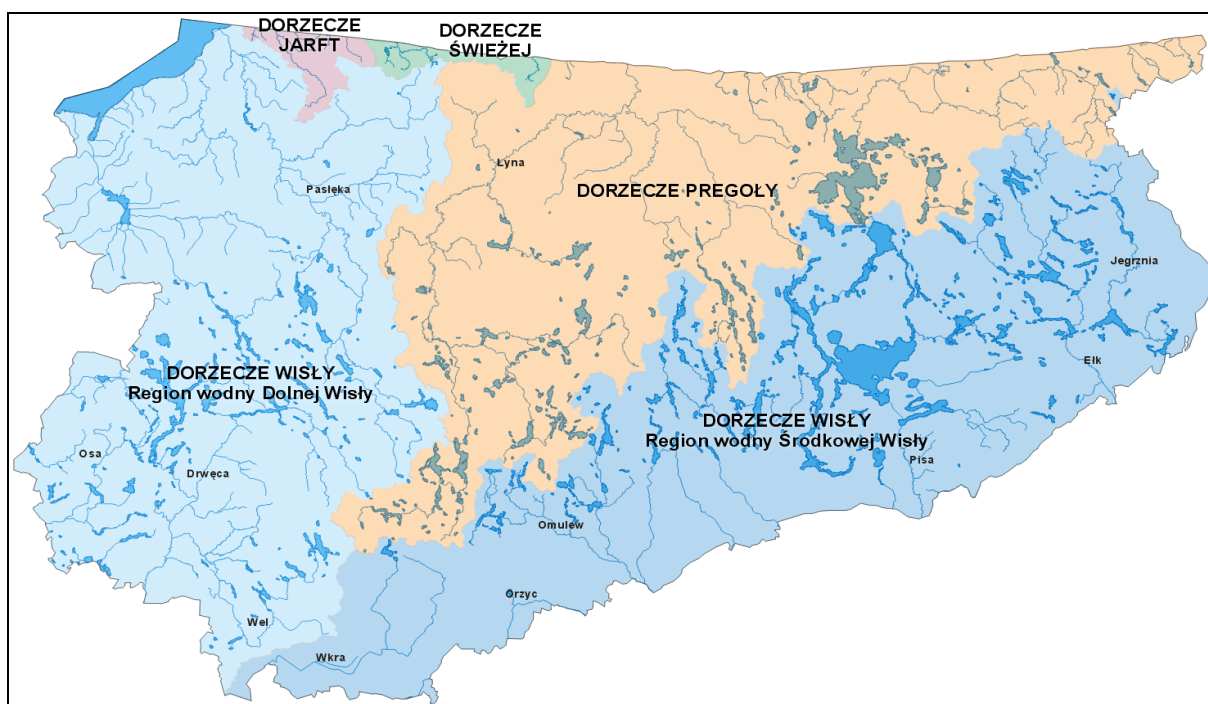 DORZECZE
JARFT
DORZECZE
ŚWIEŻEJ
Łyna
Pasłęka
DORZECZE PREGOŁY
Jegrznia
Ełk
DORZECZE WISŁY
Region wodny Dolnej Wisły
DORZECZE WISŁY
Region wodny Środkowej Wisły
Osa
Pisa
Drwęca
Omulew
Orzyc
Wel
Wkra